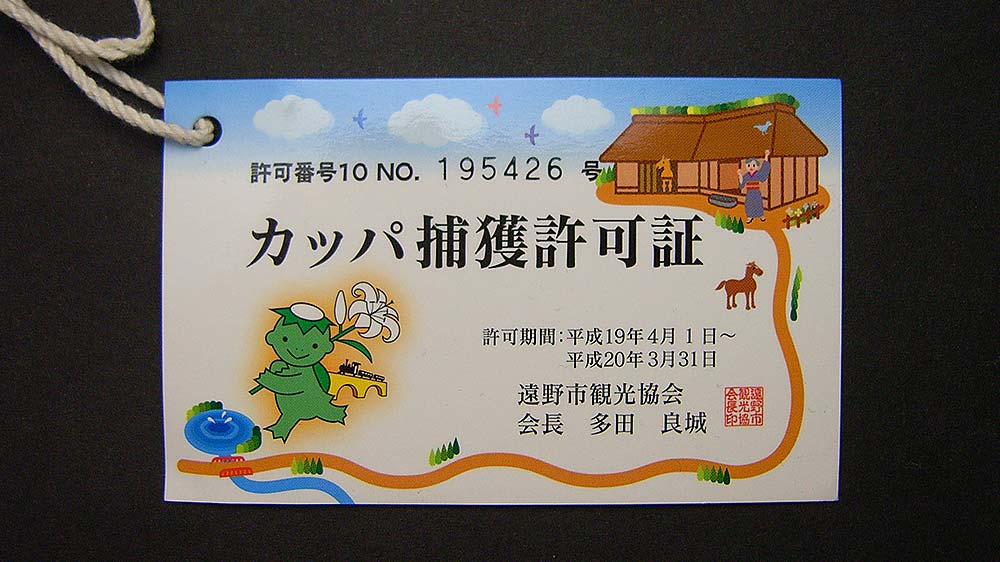 許可番号10 NO. 195426 号
カッパ捕獲許可証
許可期間：平成19年4月1日～
平成20年3月31日
遠野市観光協会
会長 多田 良城
遠野市
観光協
会長印